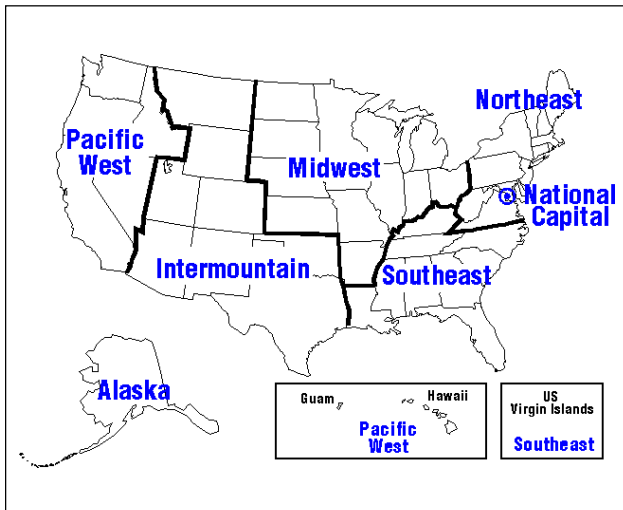 Northeast
Pacific
West
Midwest
National
Capital
Intermountain
Southeast
Alaska
Guam
Hawaii
Pacific
West
US
Virgin Islands
Southeast